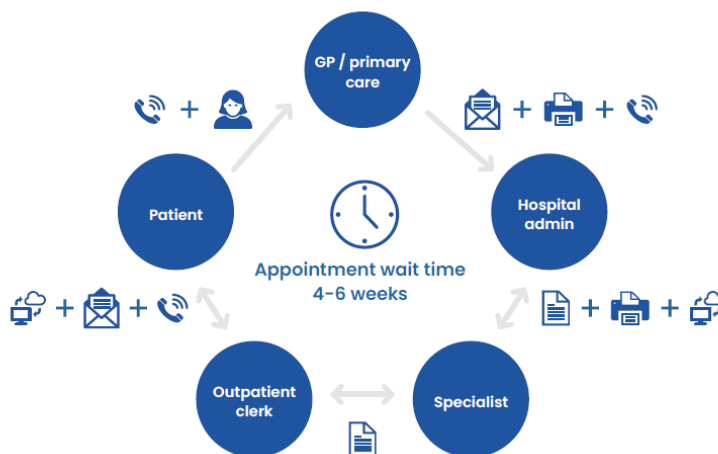 GP / primary
care
Patient
Hospital
admin
Appointment wait time
4-6 weeks
Outpatient
clerk
Specialist